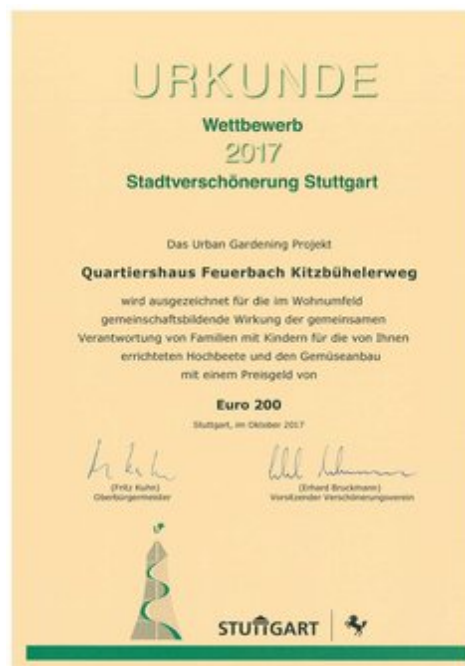 URKUNDE
Wettbewerb
2017
Stadtverschönerung Stuttgart
Das Urban Gardening Projekt
Quartiershaus Feuerbach Kitzbühelerweg
wird ausgezeichnet für die im Wohnumfeld
gemeinschaftsbildende Wirkung der gemeinsamen
Verantwortung von Familien mit Kindern für die von Ihnen
errichteten Hochbeete und den Gemüseanbau
mit einem Preisgeld von
Euro 200
Stuttgart, im Oktober 2017
(Fritz Kuhn)
Oberbürgermeister
(Erhard Bruckmann)
Vorsitzender Verschönerungsverein
STUTTGART